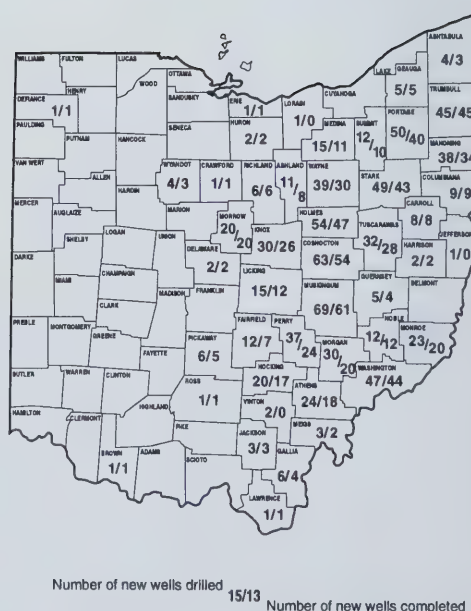 ASHTABULA
4/3
WILLIAMS
FULTON
LUCAS
OTTAWA
LAKE
GEAUGA
5/5
TRUMBULL
45/45
DEFIANCE
1/1
HENRY
WOOD
SANDUSKY
ERIE
1/1
LORAIN
1/0
CUYAHOGA
MEDINA
15/11
SUMMIT
12/10
PORTAGE
50/40
MAHONING
38/34
PAULDING
PUTNAM
HANCOCK
SENECA
HURON
2/2
VAN WERT
ALLEN
HARDIN
WYANDOT
4/3
CRAWFORD
1/1
RICHLAND
6/6
ASHLAND
11/8
WAYNE
39/30
STARK
49/43
COLUMBIANA
9/9
MERCER
AUGLAIZE
MARION
MORROW
20/20
KNOX
30/26
HOLMES
54/47
TUSCARAWAS
32/28
CARROLL
8/8
JEFFERSON
1/0
SHELBY
LOGAN
UNION
DELAWARE
2/2
COSHOCTON
63/54
HARRISON
2/2
DARKE
MIAMI
CHAMPAIGN
CLARK
MADISON
FRANKLIN
LICKING
15/12
MUSKINGUM
69/61
GUERNSEY
5/4
BELMONT
PREBLE
MONTGOMERY
GREENE
FAYETTE
PICKAWAY
6/5
FAIRFIELD
12/7
PERRY
37/24
MORGAN
30/20
NOBLE
12/12
MONROE
23/20
BUTLER
WARREN
CLINTON
ROSS
1/1
HOCKING
20/17
ATHENS
24/18
WASHINGTON
47/44
HAMILTON
CLERMONT
HIGHLAND
VINTON
2/0
MEIGS
3/2
BROWN
1/1
ADAMS
PIKE
SCIOTO
JACKSON
3/3
GALLIA
6/4
LAWRENCE
1/1
Number of new wells drilled
15/13
Number of new wells completed